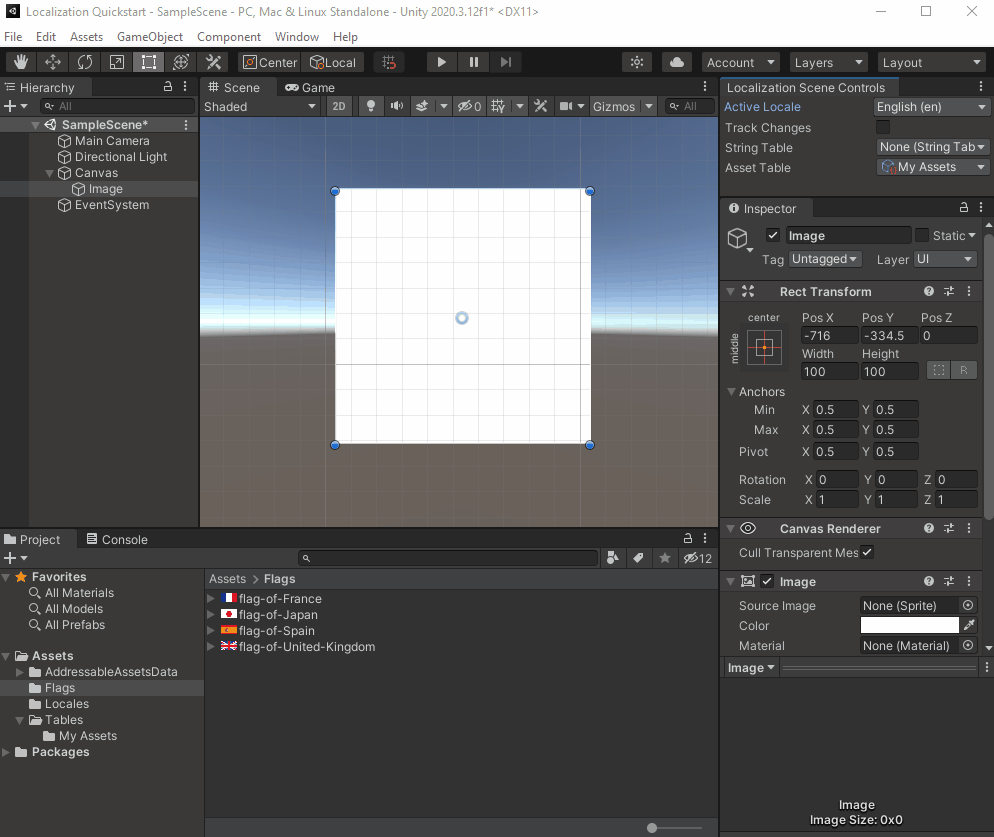 Localization Quickstart - SampleScene - PC, Mac & Linux Standalone - Unity 2020.3.12f1* <DX11>
File Edit Assets GameObject Component Window Help
Center Local Account Layers Layout
Hierarchy
All
SampleScene*
Main Camera
Directional Light
Canvas
Image
EventSystem
Scene Game
Shaded 2D 0 Gizmos All
Localization Scene Controls
Active Locale English (en)
Track Changes
String Table None (String Tab
Asset Table My Assets
Inspector
Image Static
Tag Untagged Layer UI
Rect Transform
center Pos X Pos Y Pos Z
middle -716 -334.5 0
Width Height
100 100 R
Anchors
Min X 0.5 Y 0.5
Max X 0.5 Y 0.5
Pivot X 0.5 Y 0.5
Rotation X 0 Y 0 Z 0
Scale X 1 Y 1 Z 1
Canvas Renderer
Cull Transparent Mes
Image
Source Image None (Sprite)
Color
Material None (Material)
Image
Image
Image Size: 0x0
Project Console
12
Favorites
All Materials
All Models
All Prefabs
Assets
AddressableAssetsData
Flags
Locales
Tables
My Assets
Packages
Assets > Flags
flag-of-France
flag-of-Japan
flag-of-Spain
flag-of-United-Kingdom